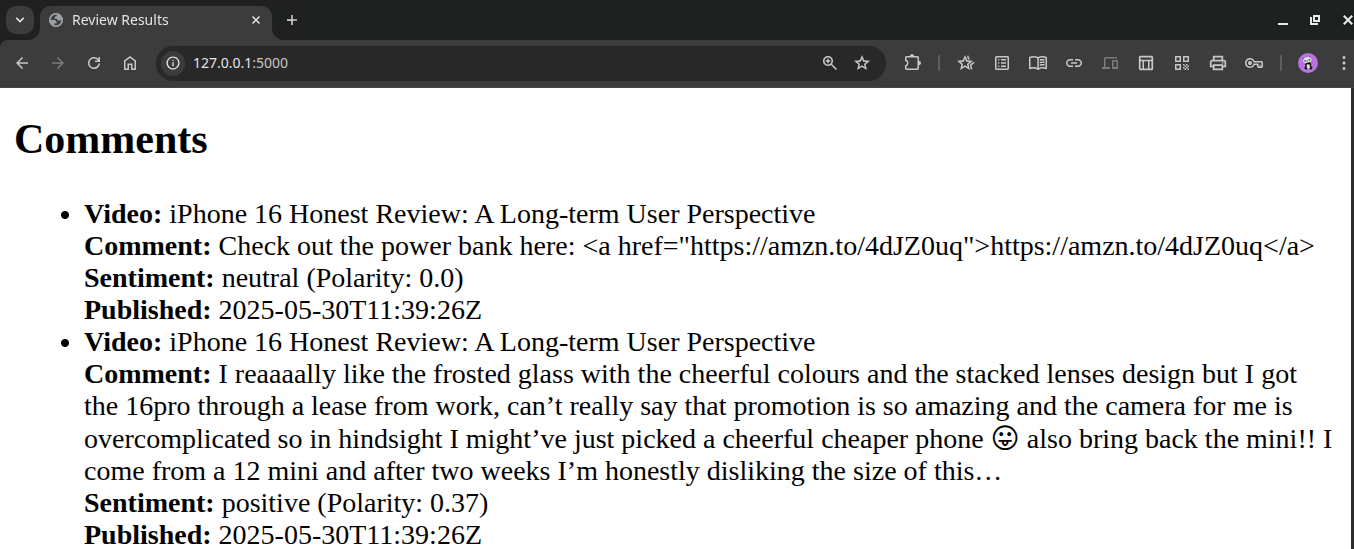 Review Results
127.0.0.1:5000
Comments
Video: iPhone 16 Honest Review: A Long-term User Perspective
Comment: Check out the power bank here: <a href="https://amzn.to/4dJZ0uq">https://amzn.to/4dJZ0uq</a>
Sentiment: neutral (Polarity: 0.0)
Published: 2025-05-30T11:39:26Z
Video: iPhone 16 Honest Review: A Long-term User Perspective
Comment: I reaaaally like the frosted glass with the cheerful colours and the stacked lenses design but I got
the 16pro through a lease from work, can’t really say that promotion is so amazing and the camera for me is
overcomplicated so in hindsight I might’ve just picked a cheerful cheaper phone 😛 also bring back the mini!! I
come from a 12 mini and after two weeks I’m honestly disliking the size of this…
Sentiment: positive (Polarity: 0.37)
Published: 2025-05-30T11:39:26Z